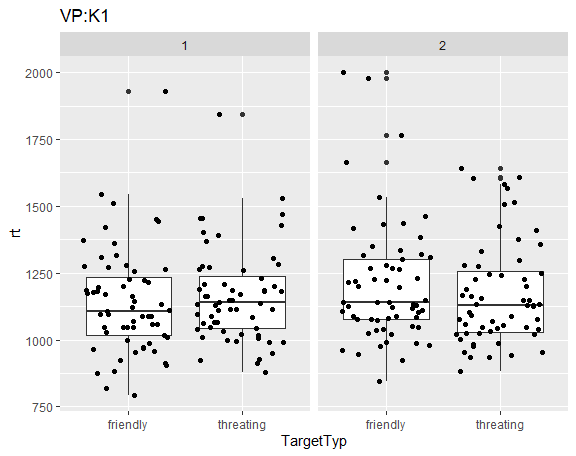 VP:K1
1 2
2000
1750
1500
1250
1000
750
rt
friendly threating friendly threating
TargetTyp